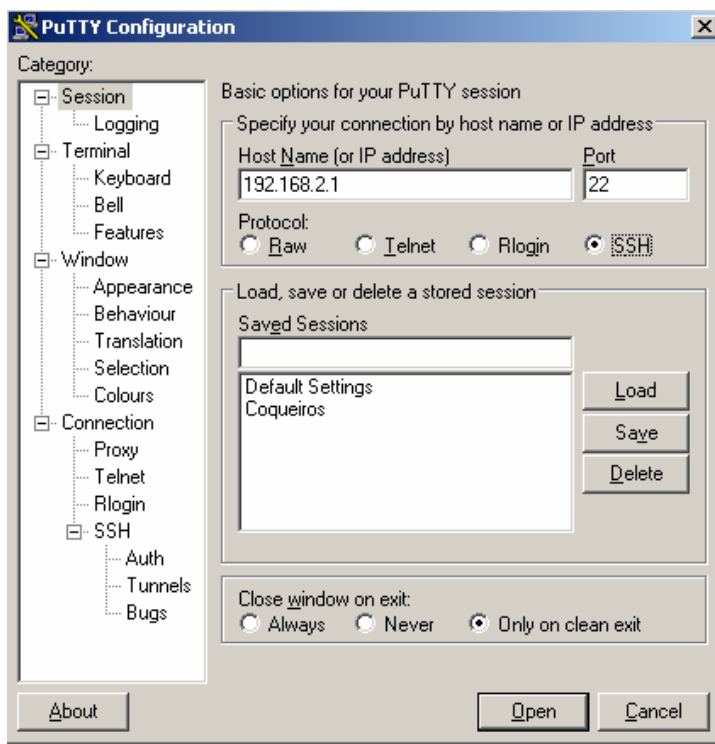 PuTTY Configuration
Category:
Session
Logging
Terminal
Keyboard
Bell
Features
Window
Appearance
Behaviour
Translation
Selection
Colours
Connection
Proxy
Telnet
Rlogin
SSH
Auth
Tunnels
Bugs
Basic options for your PuTTY session
Specify your connection by host name or IP address
Host Name (or IP address) Port
192.168.2.1 22
Protocol:
Raw Telnet Rlogin SSH
Load, save or delete a stored session
Saved Sessions
Default Settings
Coqueiros
Load
Save
Delete
Close window on exit:
Always Never Only on clean exit
About Open Cancel